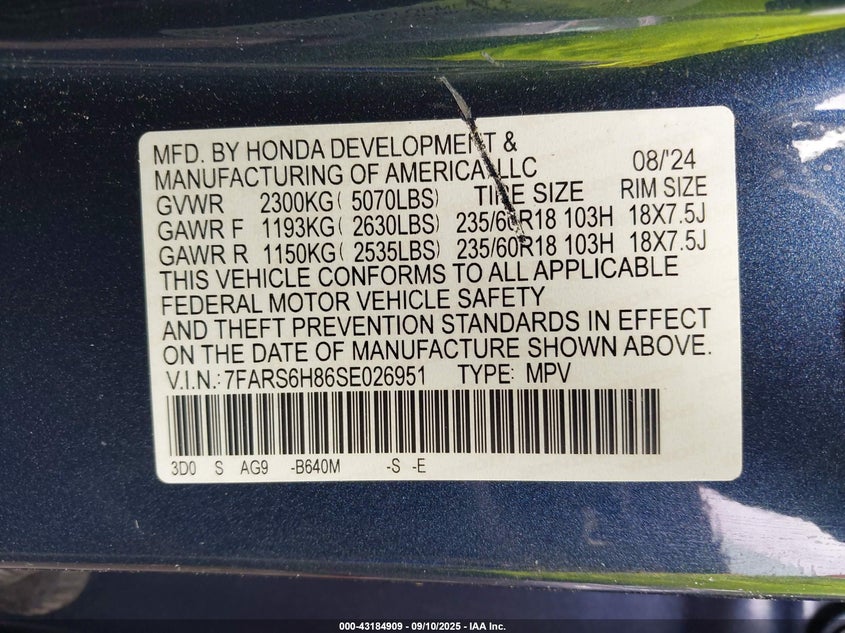 MFD. BY HONDA DEVELOPMENT &
MANUFACTURING OF AMERICA, LLC 08/'24
GVWR 2300KG( 5070LBS) TIRE SIZE RIM SIZE
GAWR F 1193KG( 2630LBS) 235/60R18 103H 18X7.5J
GAWR R 1150KG( 2535LBS) 235/60R18 103H 18X7.5J
THIS VEHICLE CONFORMS TO ALL APPLICABLE
FEDERAL MOTOR VEHICLE SAFETY
AND THEFT PREVENTION STANDARDS IN EFFECT
ON THE DATE OF MANUFACTURE SHOWN ABOVE.
V.I.N.:7FARS6H86SE026951 TYPE: MPV
3D0 S AG9 -B640M -S -E
000-43184909 - 09/10/2025 - IAA Inc.